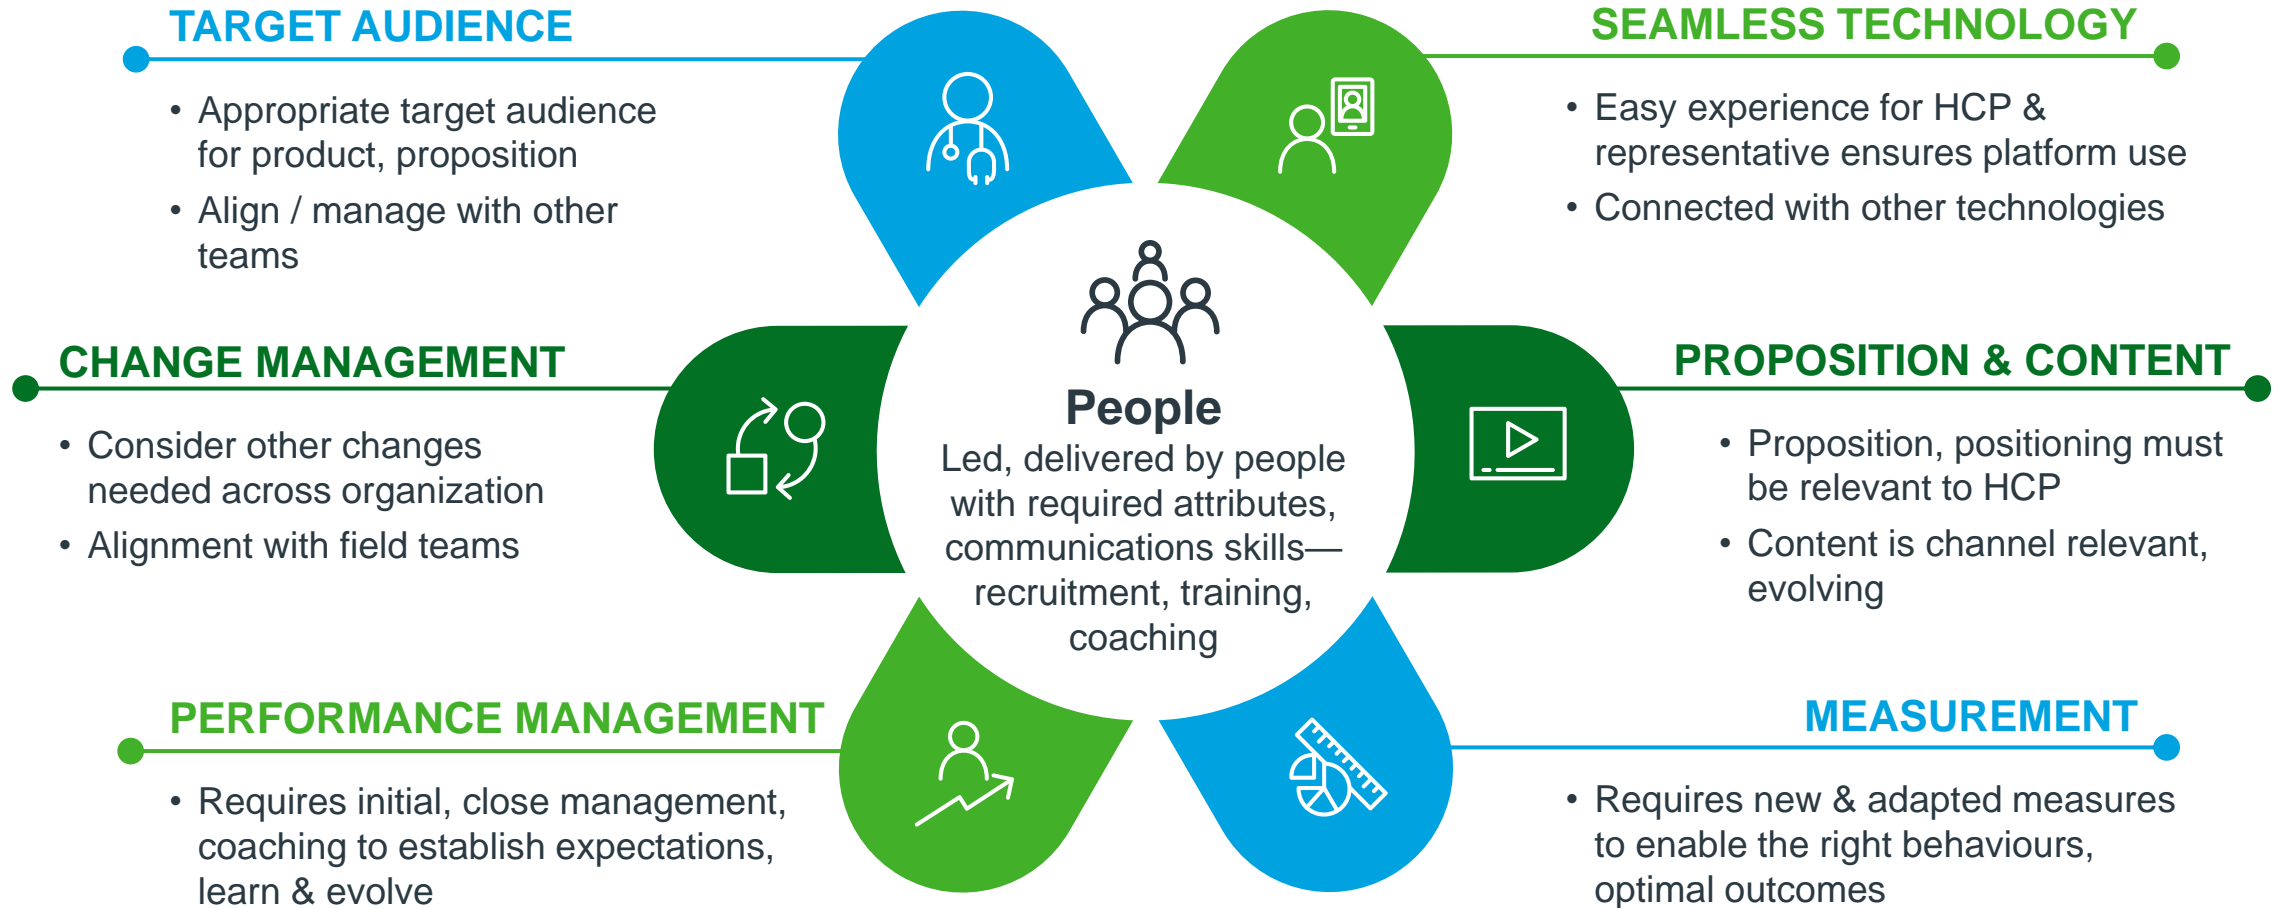 TARGET AUDIENCE
• Appropriate target audience
for product, proposition
• Align / manage with other
teams
SEAMLESS TECHNOLOGY
• Easy experience for HCP &
representative ensures platform use
• Connected with other technologies
CHANGE MANAGEMENT
• Consider other changes
needed across organization
• Alignment with field teams
People
Led, delivered by people
with required attributes,
communications skills—
recruitment, training,
coaching
PROPOSITION & CONTENT
• Proposition, positioning must
be relevant to HCP
• Content is channel relevant,
evolving
PERFORMANCE MANAGEMENT
• Requires initial, close management,
coaching to establish expectations,
learn & evolve
MEASUREMENT
• Requires new & adapted measures
to enable the right behaviours,
optimal outcomes